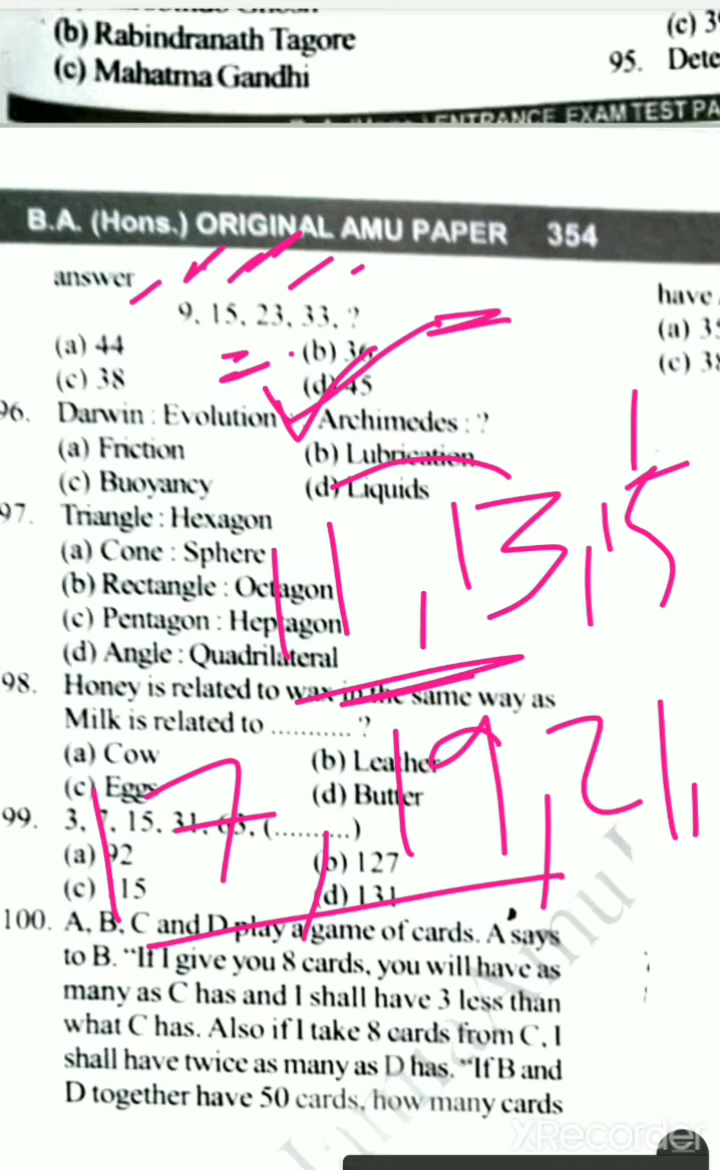 (b) Rabindranath Tagore
(c) Mahatma Gandhi
95. Dete
ENTRANCE EXAM TEST PA
B.A. (Hons.) ORIGINAL AMU PAPER 354
answer
9, 15, 23, 33, ?
(a) 44 (b) 36
(c) 38 (d) 45
96. Darwin : Evolution : : Archimedes : ?
(a) Friction (b) Lubrication
(c) Buoyancy (d) Liquids
97. Triangle : Hexagon
(a) Cone : Sphere
(b) Rectangle : Octagon
(c) Pentagon : Heptagon
(d) Angle : Quadrilateral
98. Honey is related to wax in the same way as
Milk is related to ........... ?
(a) Cow (b) Leather
(c) Eggs (d) Butter
99. 3, 7, 15, 31, 63, (..........)
(a) 92 (b) 127
(c) 115 (d) 131
100. A, B, C and D play a game of cards. A says
to B. "If I give you 8 cards, you will have as
many as C has and I shall have 3 less than
what C has. Also if I take 8 cards from C, I
shall have twice as many as D has. "If B and
D together have 50 cards, how many cards
have
(a) 3
(c) 3
11, 13, 15
17, 19, 21,
XRecorder